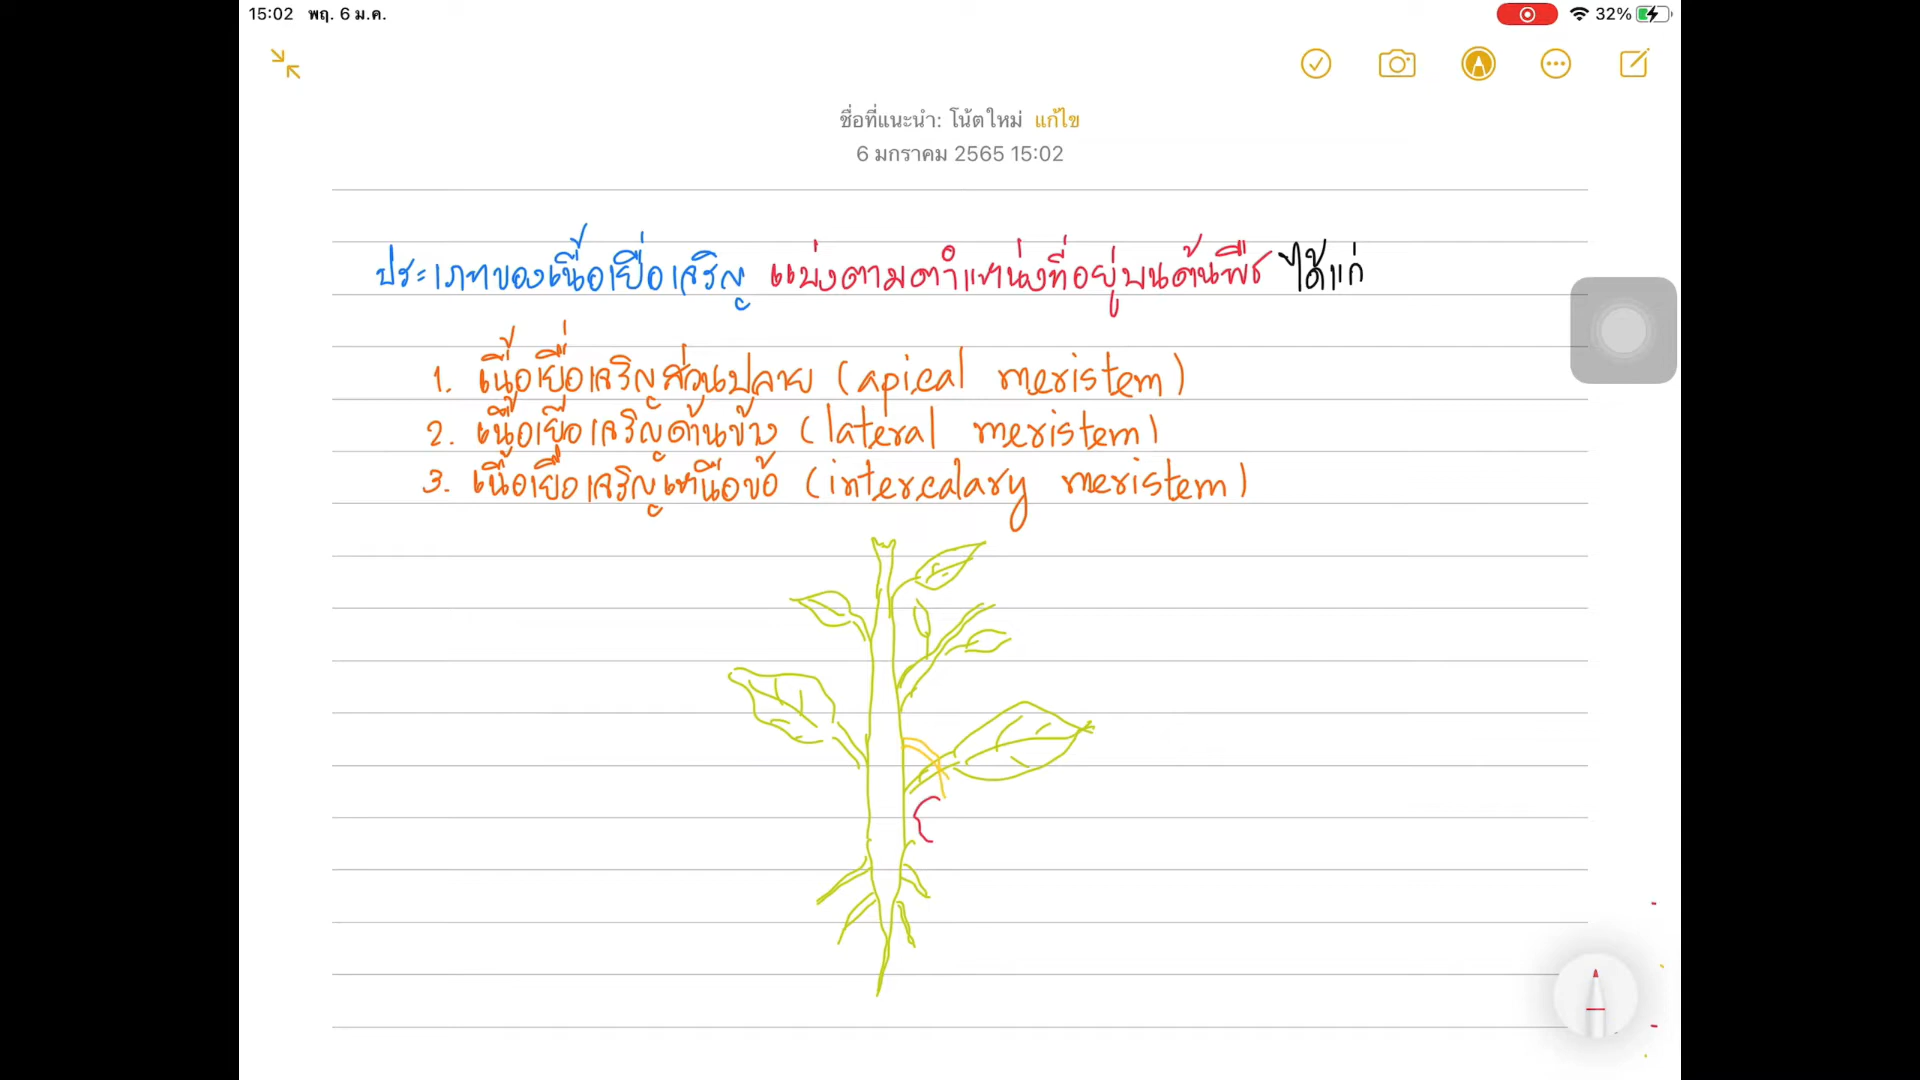 15:02 พฤ. 6 ม.ค. 32%
ชื่อที่แนะนำ: โน้ตใหม่ แก้ไข
6 มกราคม 2565 15:02
ประเภทของเนื้อเยื่อเจริญ แบ่งตามตำแหน่งที่อยู่บนต้นพืช ได้แก่
1. เนื้อเยื่อเจริญส่วนปลาย (apical meristem)
2. เนื้อเยื่อเจริญด้านข้าง (lateral meristem)
3. เนื้อเยื่อเจริญเหนือข้อ (intercalary meristem)